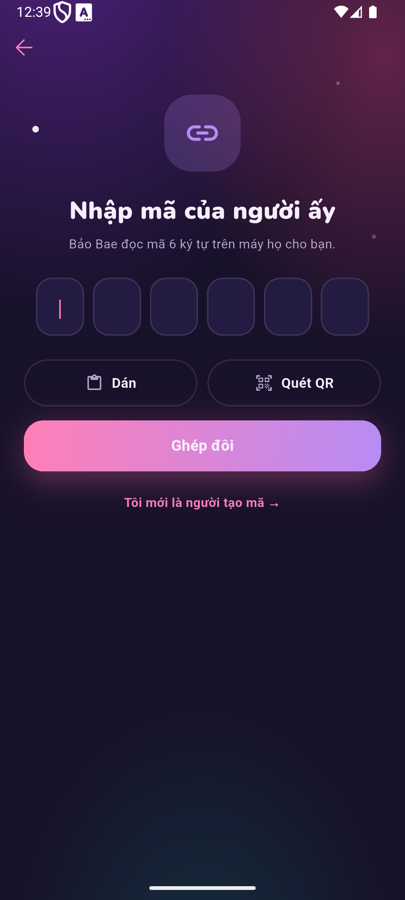 12:39
A
Nhập mã của người ấy
Bảo Bae đọc mã 6 ký tự trên máy họ cho bạn.
Dán
Quét QR
Ghép đôi
Tôi mới là người tạo mã →